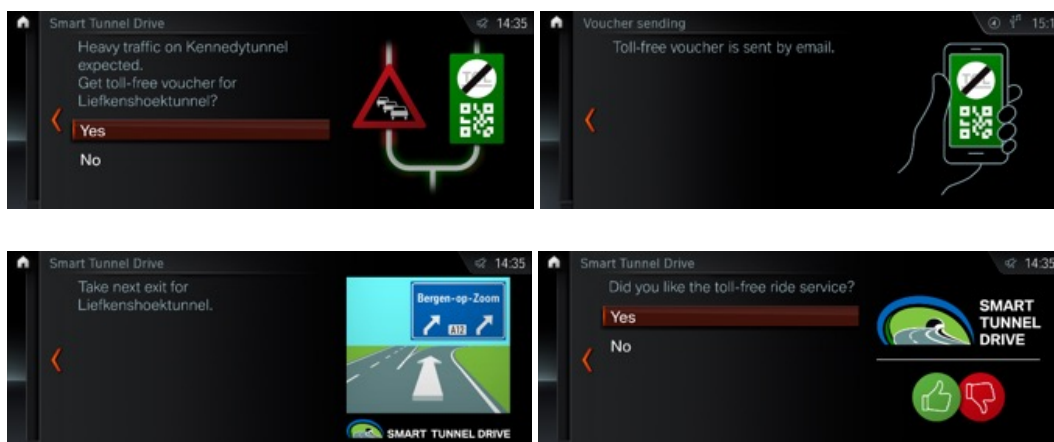 Smart Tunnel Drive
14:35
Heavy traffic on Kennedytunnel
expected.
Get toll-free voucher for
Liefkenshoektunnel?
Yes
No
Voucher sending
15:1
Toll-free voucher is sent by email.
Smart Tunnel Drive
14:35
Take next exit for
Liefkenshoektunnel.
Bergen-op-Zoom
A12
SMART TUNNEL DRIVE
Smart Tunnel Drive
14:35
Did you like the toll-free ride service?
Yes
No
SMART
TUNNEL
DRIVE